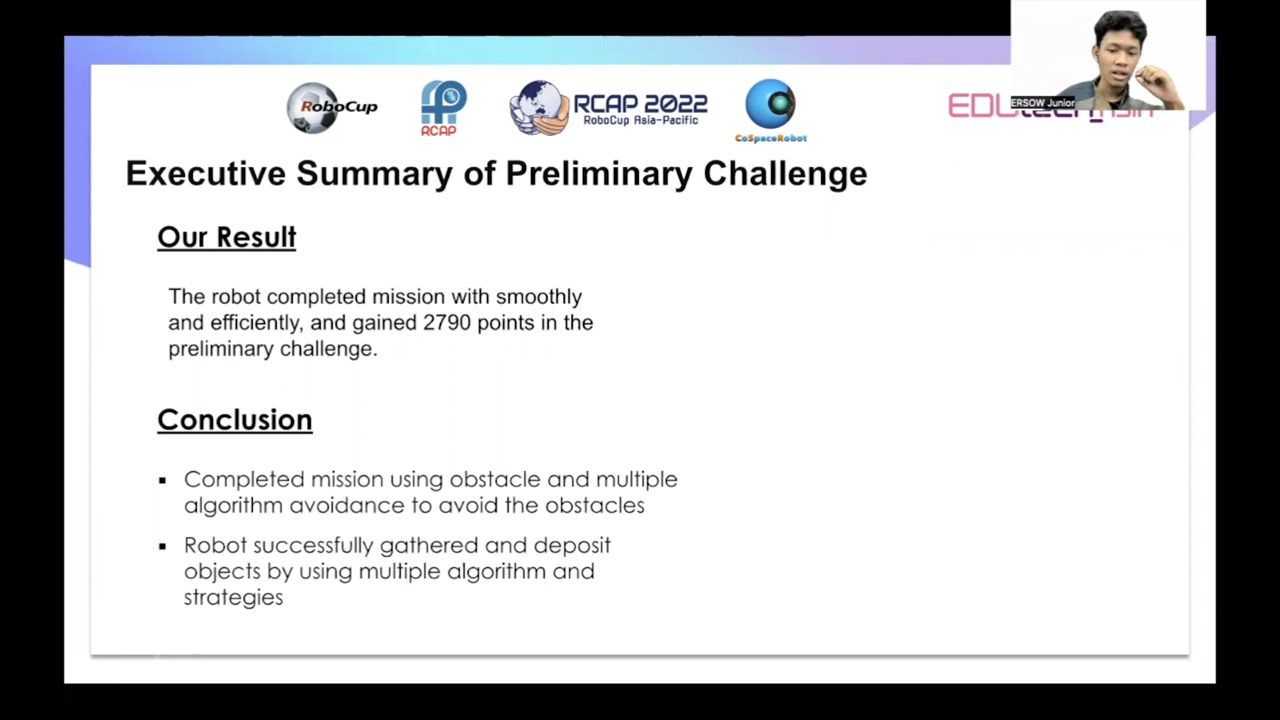 RoboCup
RCAP
RCAP 2022
RoboCup Asia-Pacific
CoSpaceRobot
ERSOW Junior
Executive Summary of Preliminary Challenge
Our Result
The robot completed mission with smoothly
and efficiently, and gained 2790 points in the
preliminary challenge.
Conclusion
▪ Completed mission using obstacle and multiple
algorithm avoidance to avoid the obstacles
▪ Robot successfully gathered and deposit
objects by using multiple algorithm and
strategies